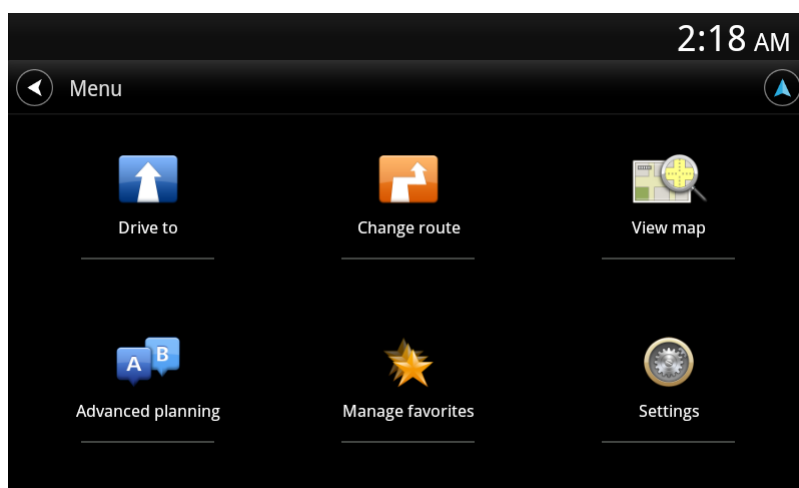 2:18 AM
Menu
Drive to
Change route
View map
A B
Advanced planning
Manage favorites
Settings